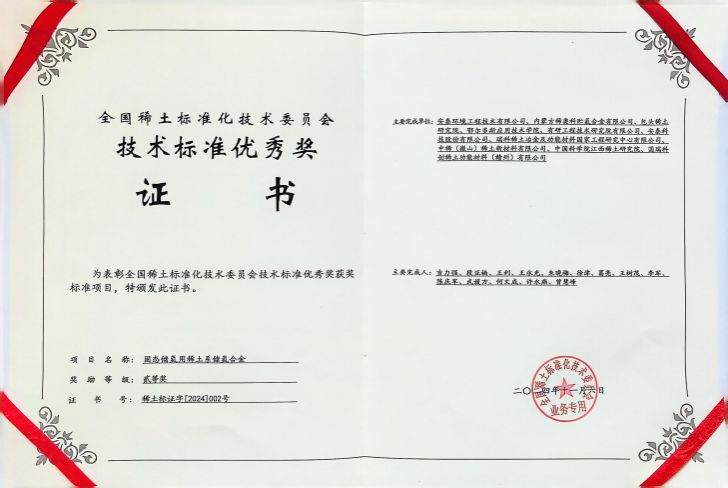 全国稀土标准化技术委员会
技术标准优秀奖
证 书
为表彰全国稀土标准化技术委员会技术标准优秀奖获奖
标准项目，特颁发此证书。
项 目 名 称： 固态储氢用稀土系储氢合金
奖 励 等 级： 贰等奖
证 书 号： 稀土标证字[2024]002号
主要完成单位： 安泰环境工程技术有限公司、内蒙古稀奥科贮氢合金有限公司、包头稀土
研究院、鄂尔多斯应用技术学院、有研工程技术研究院有限公司、安泰科
技股份有限公司、瑞科稀土冶金及功能材料国家工程研究中心有限公司、
中稀（微山）稀土新材料有限公司、中国科学院江西稀土研究院、国瑞科
创稀土功能材料（赣州）有限公司
主要完成人： 力强、王利、王永光、朱晓梅、徐津、葛亮、王树茂、李军、
陈庆军、武媛方、何文成、许永燕、曾慧峰
全国稀土标准化技术委员会
业务专用
二〇二四年十一月六日